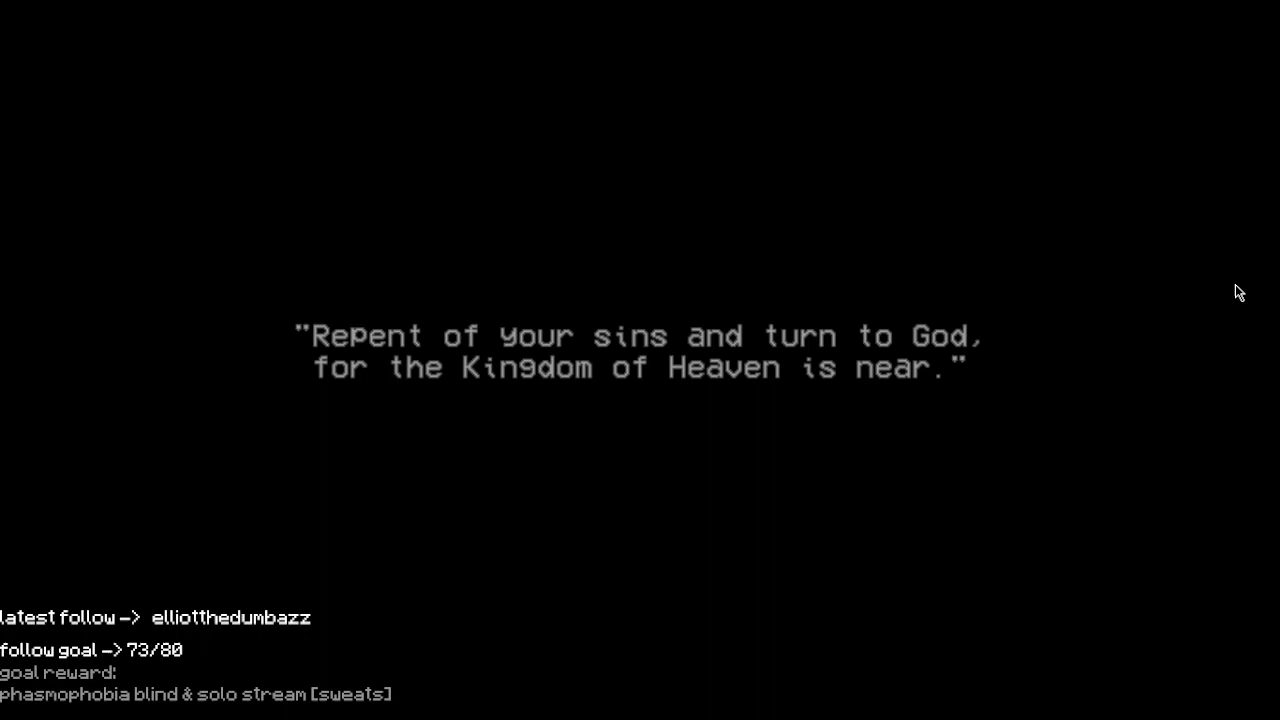 "Repent of your sins and turn to God,
for the Kingdom of Heaven is near."
latest follow -> elliotthedumbazz
follow goal -> 73/80
goal reward:
phasmophobia blind & solo stream [sweats]